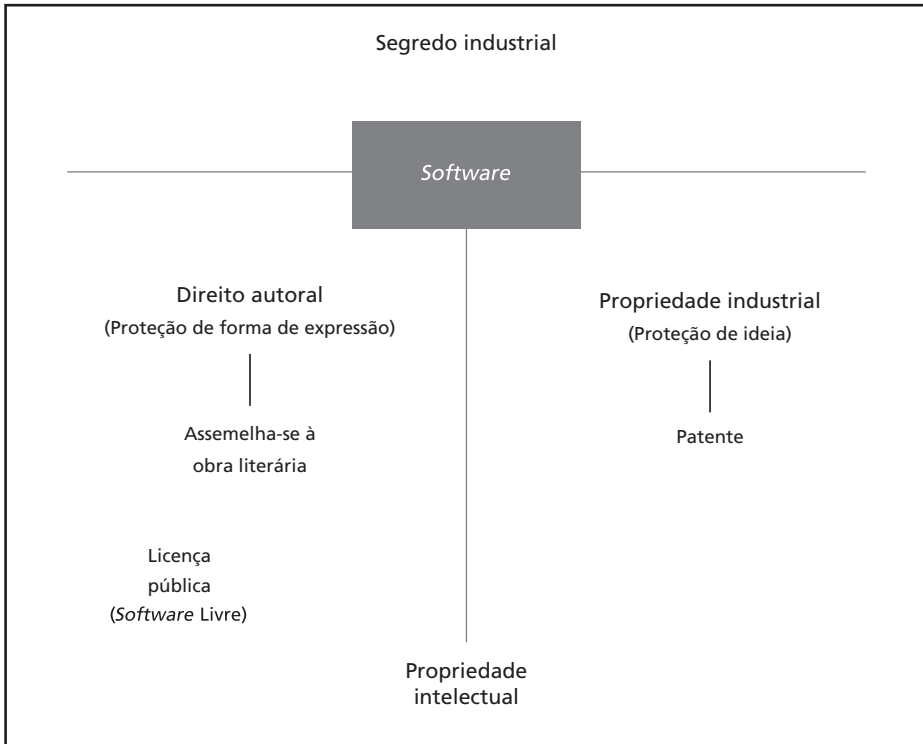 Segredo industrial
Software
Direito autoral
(Proteção de forma de expressão)
Assemelha-se à
obra literária
Licença
pública
(Software Livre)
Propriedade industrial
(Proteção de ideia)
Patente
Propriedade
intelectual